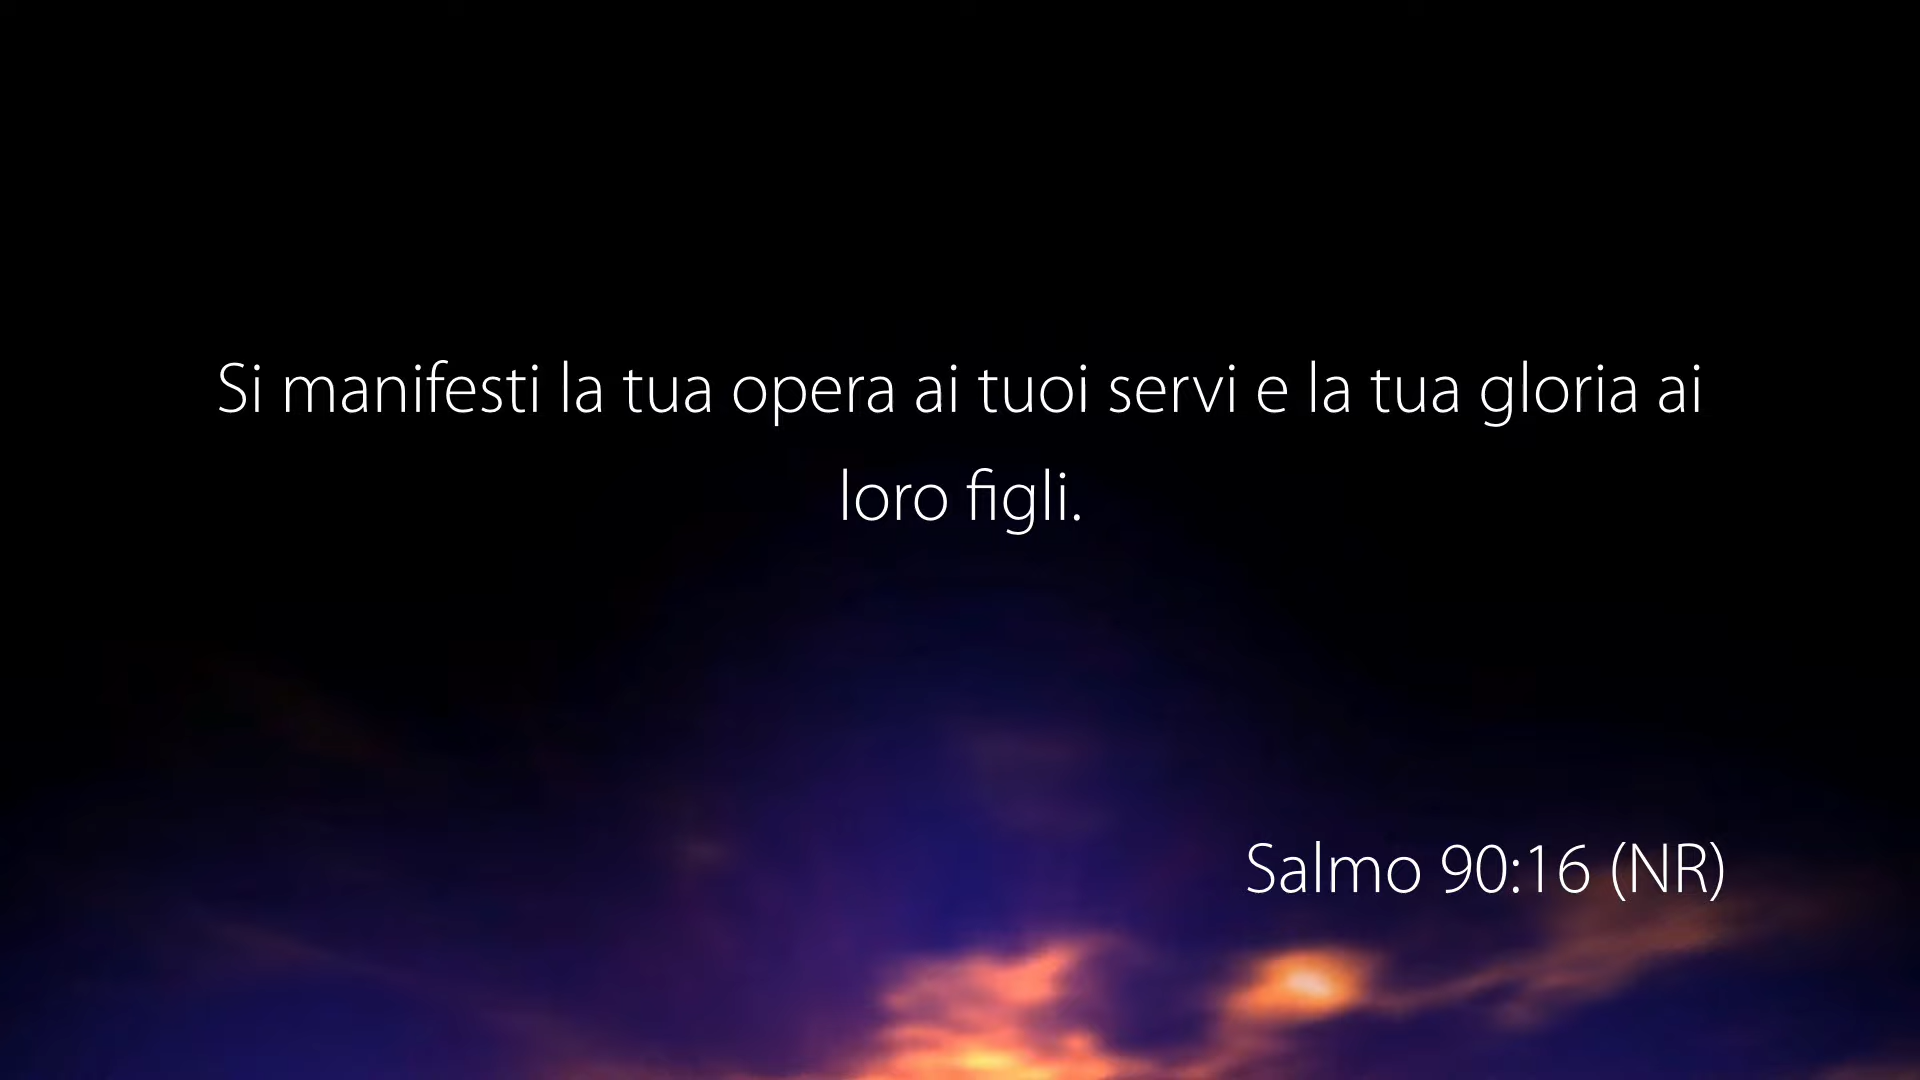 Si manifesti la tua opera ai tuoi servi e la tua gloria ai
loro figli.
Salmo 90:16 (NR)